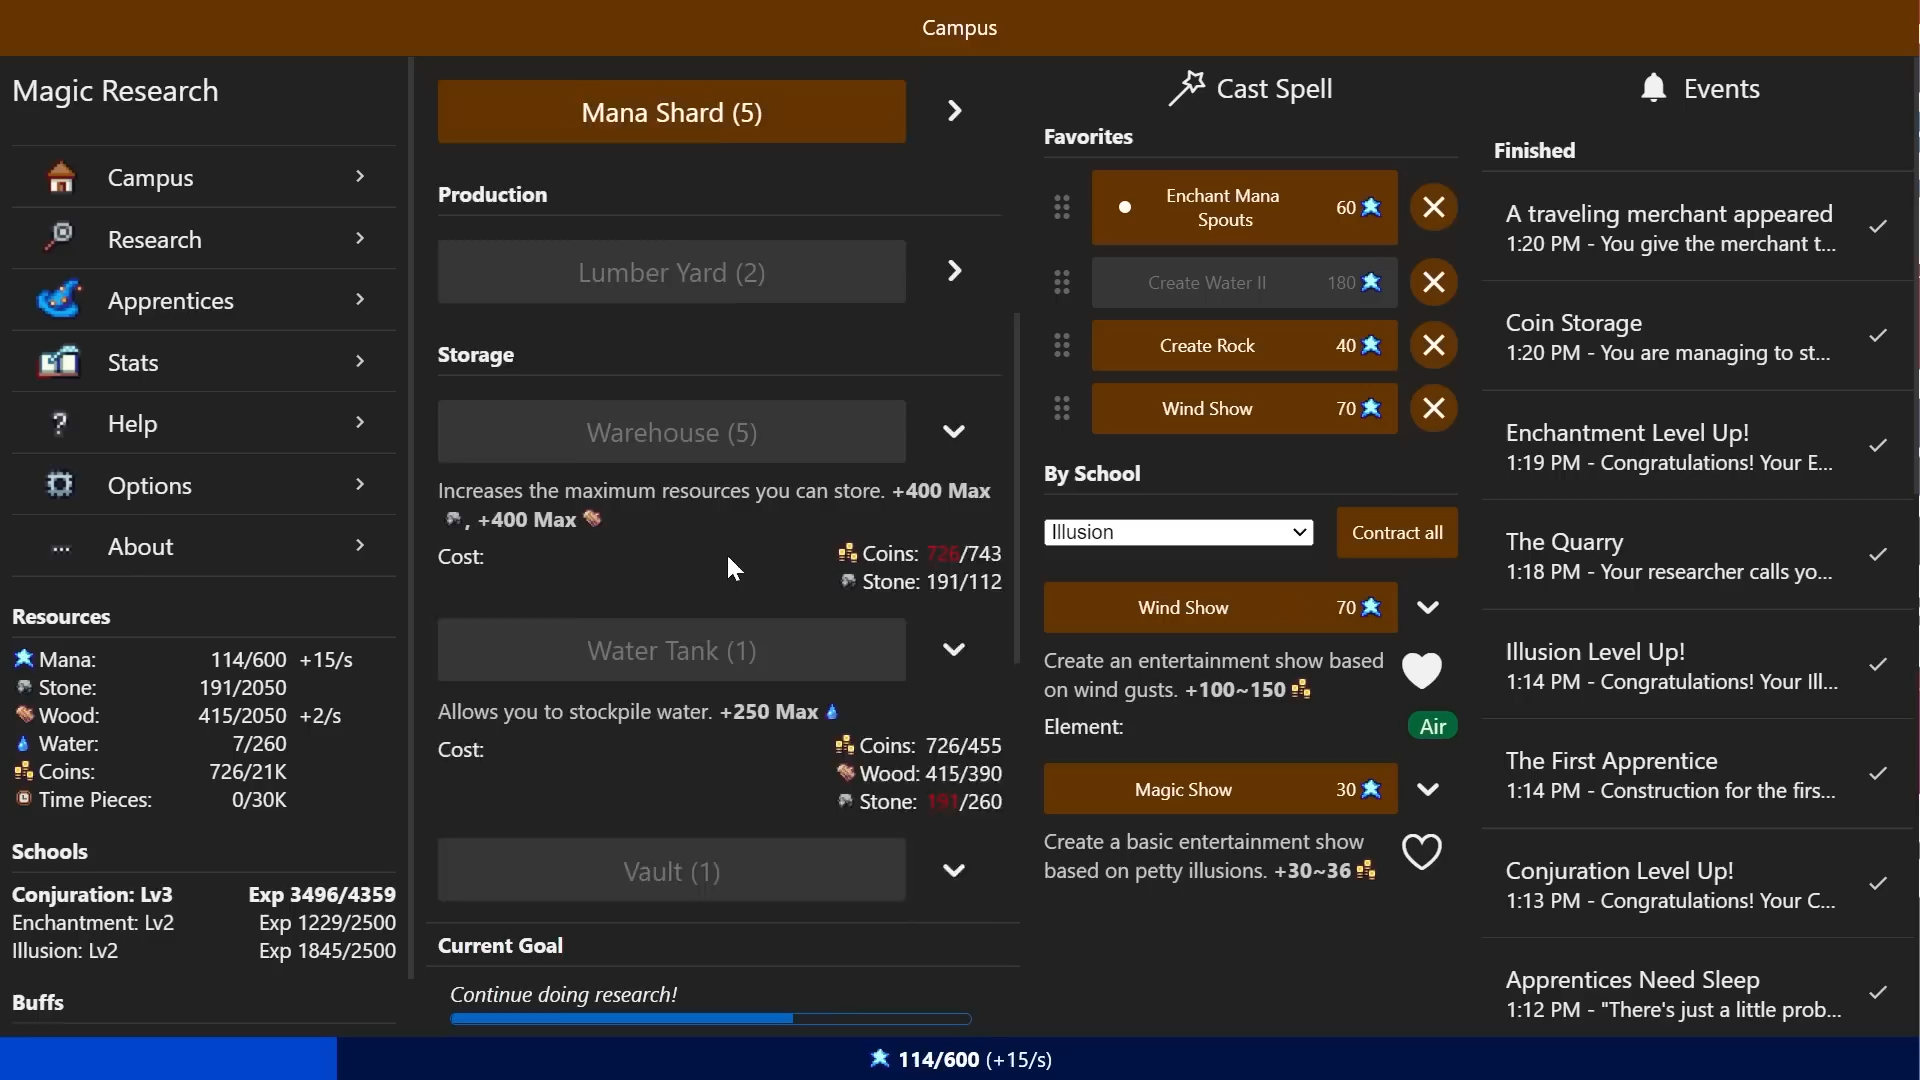 Campus
Magic Research
Campus
Research
Apprentices
Stats
Help
Options
About
Resources
Mana: 114/600 +15/s
Stone: 191/2050
Wood: 415/2050 +2/s
Water: 7/260
Coins: 726/21K
Time Pieces: 0/30K
Schools
Conjuration: Lv3 Exp 3496/4359
Enchantment: Lv2 Exp 1229/2500
Illusion: Lv2 Exp 1845/2500
Buffs
Mana Shard (5)
Production
Lumber Yard (2)
Storage
Warehouse (5)
Increases the maximum resources you can store. +400 Max
, +400 Max
Cost: Coins: 726/743
Stone: 191/112
Water Tank (1)
Allows you to stockpile water. +250 Max
Cost: Coins: 726/455
Wood: 415/390
Stone: 191/260
Vault (1)
Current Goal
Continue doing research!
Cast Spell
Favorites
Enchant Mana
Spouts 60
Create Water II 180
Create Rock 40
Wind Show 70
By School
Illusion Contract all
Wind Show 70
Create an entertainment show based
on wind gusts. +100~150
Element: Air
Magic Show 30
Create a basic entertainment show
based on petty illusions. +30~36
Events
Finished
A traveling merchant appeared
1:20 PM - You give the merchant t...
Coin Storage
1:20 PM - You are managing to st...
Enchantment Level Up!
1:19 PM - Congratulations! Your E...
The Quarry
1:18 PM - Your researcher calls yo...
Illusion Level Up!
1:14 PM - Congratulations! Your Ill...
The First Apprentice
1:14 PM - Construction for the firs...
Conjuration Level Up!
1:13 PM - Congratulations! Your C...
Apprentices Need Sleep
1:12 PM - "There's just a little prob...
114/600 (+15/s)